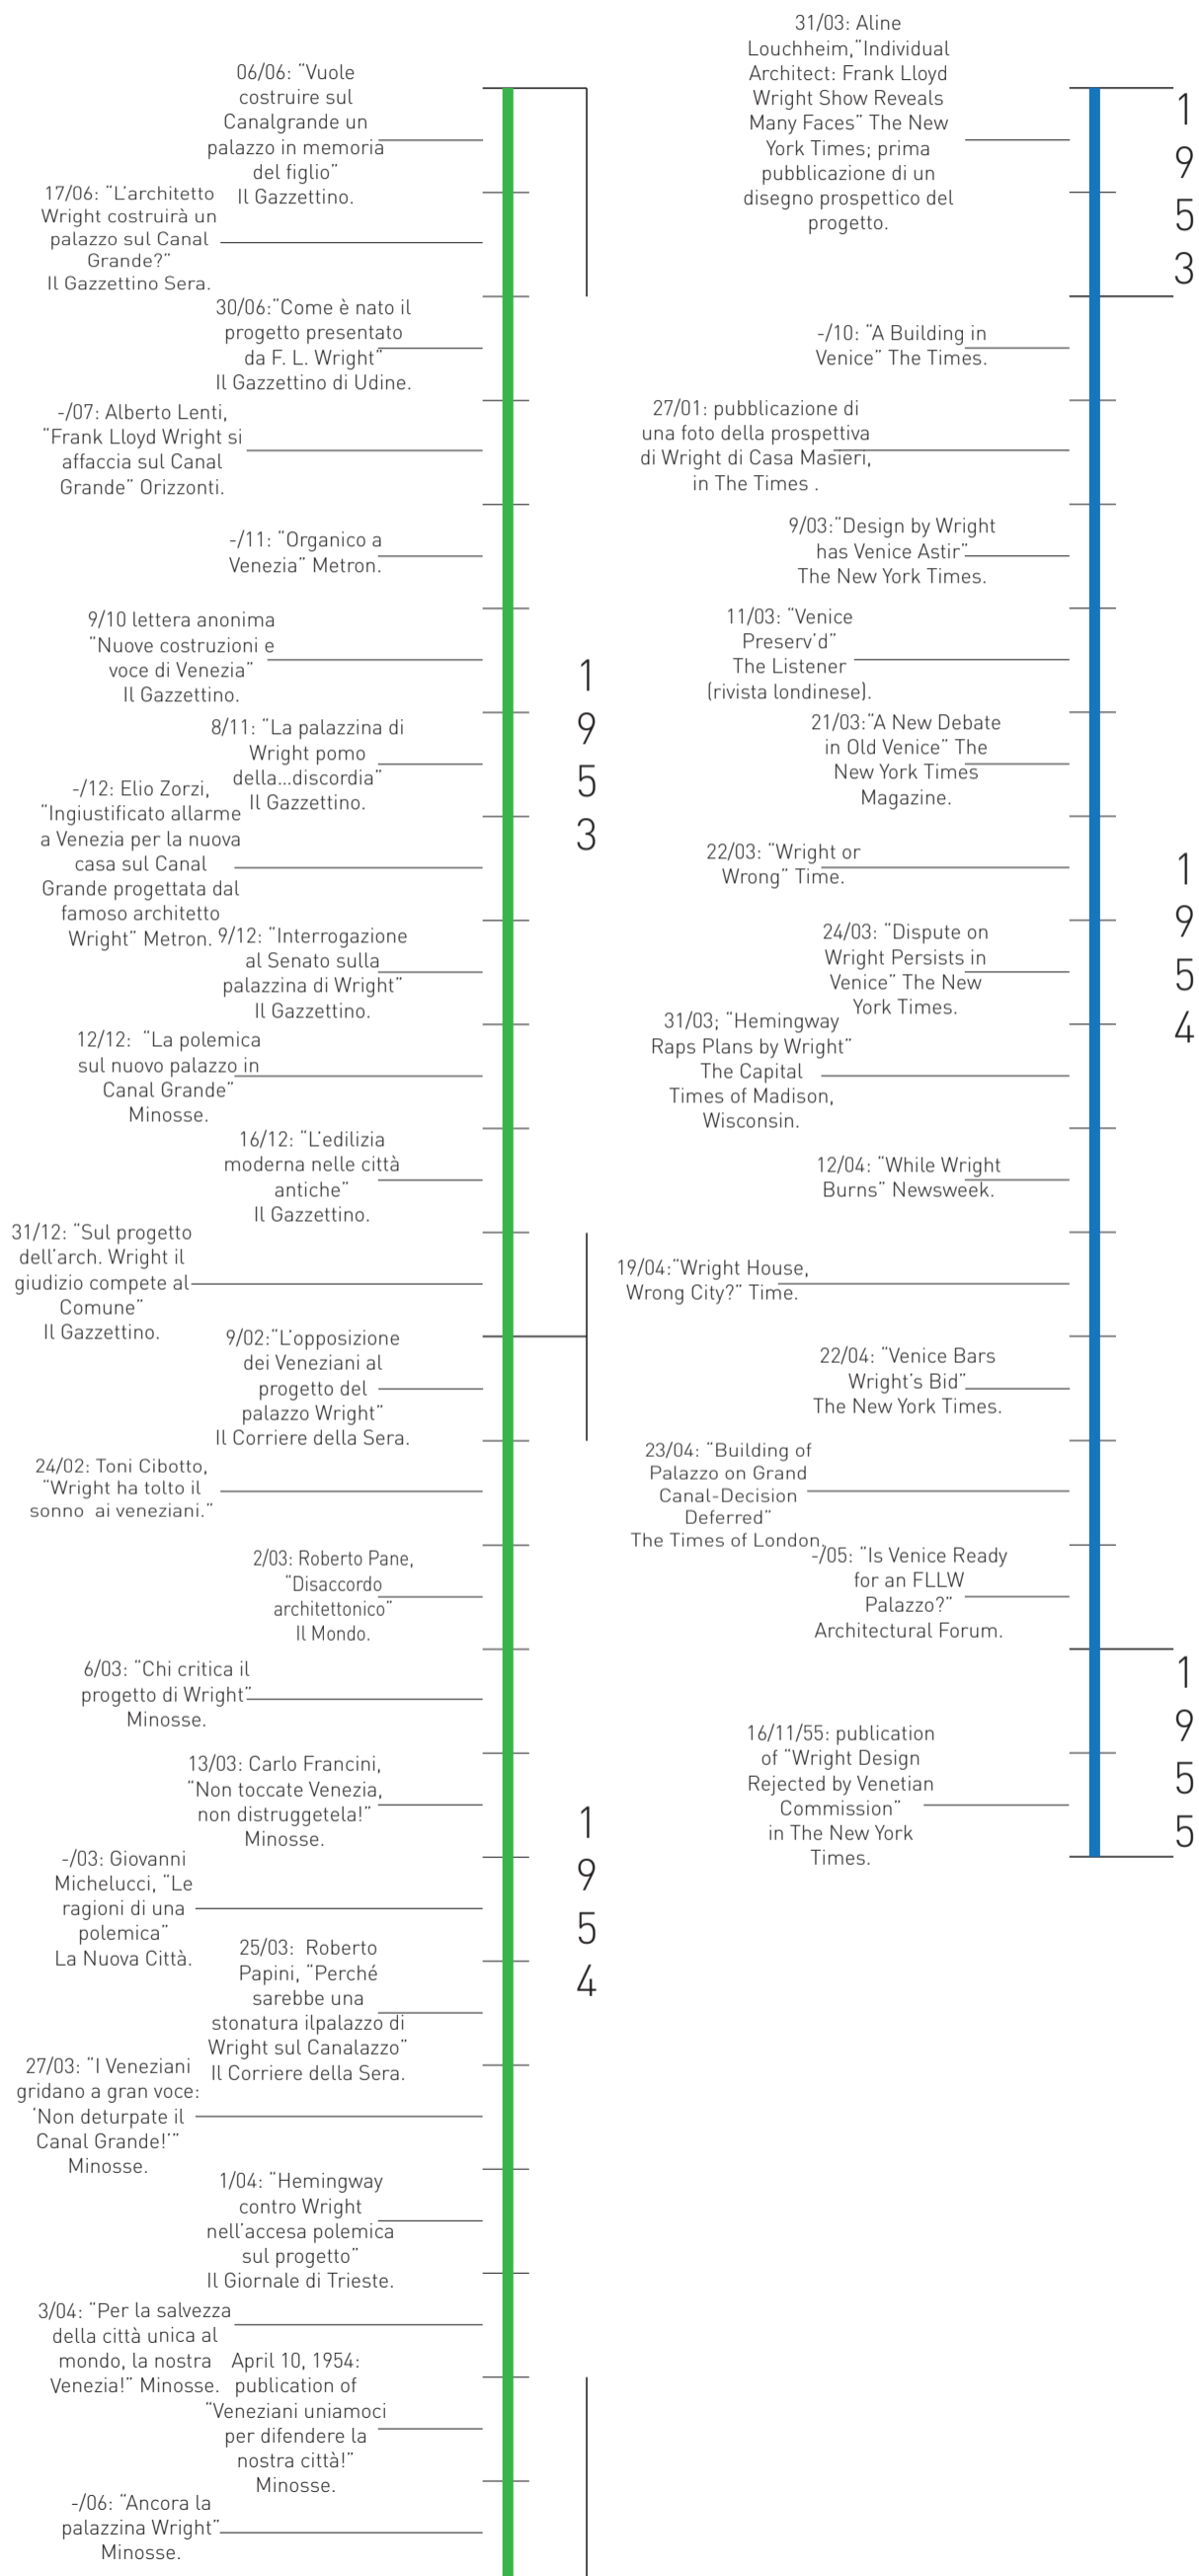 06/06: “Vuole
costruire sul
Canalgrande un
palazzo in memoria
del figlio”
Il Gazzettino.
17/06: “L’architetto
Wright costruirà un
palazzo sul Canal
Grande?”
Il Gazzettino Sera.
30/06:“Come è nato il
progetto presentato
da F. L. Wright”
Il Gazzettino di Udine.
-/07: Alberto Lenti,
“Frank Lloyd Wright si
affaccia sul Canal
Grande” Orizzonti.
-/11: “Organico a
Venezia” Metron.
9/10 lettera anonima
“Nuove costruzioni e
voce di Venezia”
Il Gazzettino.
8/11: “La palazzina di
Wright pomo
della...discordia”
Il Gazzettino.
-/12: Elio Zorzi,
“Ingiustificato allarme
a Venezia per la nuova
casa sul Canal
Grande progettata dal
famoso architetto
Wright” Metron.
9/12: “Interrogazione
al Senato sulla
palazzina di Wright”
Il Gazzettino.
12/12: “La polemica
sul nuovo palazzo in
Canal Grande”
Minosse.
16/12: “L’edilizia
moderna nelle città
antiche”
Il Gazzettino.
31/12: “Sul progetto
dell’arch. Wright il
giudizio compete al
Comune”
Il Gazzettino.
1
9
5
3
9/02:“L’opposizione
dei Veneziani al
progetto del
palazzo Wright”
Il Corriere della Sera.
24/02: Toni Cibotto,
“Wright ha tolto il
sonno ai veneziani.”
2/03: Roberto Pane,
“Disaccordo
architettonico”
Il Mondo.
6/03: “Chi critica il
progetto di Wright”
Minosse.
13/03: Carlo Francini,
“Non toccate Venezia,
non distruggetela!”
Minosse.
-/03: Giovanni
Michelucci, “Le
ragioni di una
polemica”
La Nuova Città.
25/03: Roberto
Papini, “Perché
sarebbe una
stonatura ilpalazzo di
Wright sul Canalazzo”
Il Corriere della Sera.
27/03: “I Veneziani
gridano a gran voce:
‘Non deturpate il
Canal Grande!’”
Minosse.
1/04: “Hemingway
contro Wright
nell’accesa polemica
sul progetto”
Il Giornale di Trieste.
3/04: “Per la salvezza
della città unica al
mondo, la nostra
Venezia!” Minosse.
April 10, 1954:
publication of
“Veneziani uniamoci
per difendere la
nostra città!”
Minosse.
-/06: “Ancora la
palazzina Wright”
Minosse.
1
9
5
4
31/03: Aline
Louchheim,“Individual
Architect: Frank Lloyd
Wright Show Reveals
Many Faces” The New
York Times; prima
pubblicazione di un
disegno prospettico del
progetto.
1
9
5
3
-/10: “A Building in
Venice” The Times.
27/01: pubblicazione di
una foto della prospettiva
di Wright di Casa Masieri,
in The Times .
9/03:“Design by Wright
has Venice Astir”
The New York Times.
11/03: “Venice
Preserv’d”
The Listener
(rivista londinese).
21/03:“A New Debate
in Old Venice” The
New York Times
Magazine.
22/03: “Wright or
Wrong” Time.
24/03: “Dispute on
Wright Persists in
Venice” The New
York Times.
31/03; “Hemingway
Raps Plans by Wright”
The Capital
Times of Madison,
Wisconsin.
12/04: “While Wright
Burns” Newsweek.
19/04:“Wright House,
Wrong City?” Time.
22/04: “Venice Bars
Wright’s Bid”
The New York Times.
23/04: “Building of
Palazzo on Grand
Canal-Decision
Deferred”
The Times of London.
-/05: “Is Venice Ready
for an FLLW
Palazzo?”
Architectural Forum.
1
9
5
4
16/11/55: publication
of “Wright Design
Rejected by Venetian
Commission”
in The New York
Times.
1
9
5
5